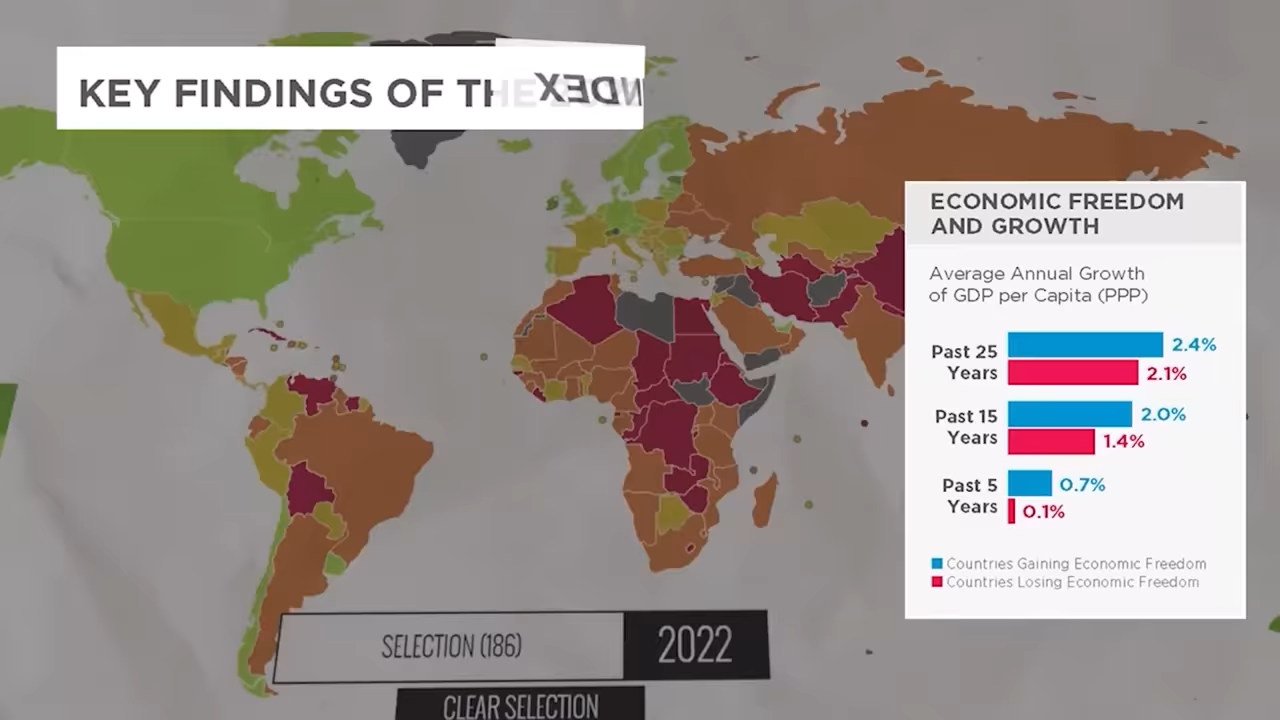 KEY FINDINGS OF THE
INDEX
ECONOMIC FREEDOM
AND GROWTH
Average Annual Growth
of GDP per Capita (PPP)
Past 25
Years
2.4%
2.1%
Past 15
Years
2.0%
1.4%
Past 5
Years
0.7%
0.1%
Countries Gaining Economic Freedom
Countries Losing Economic Freedom
SELECTION (186)
2022
CLEAR SELECTION